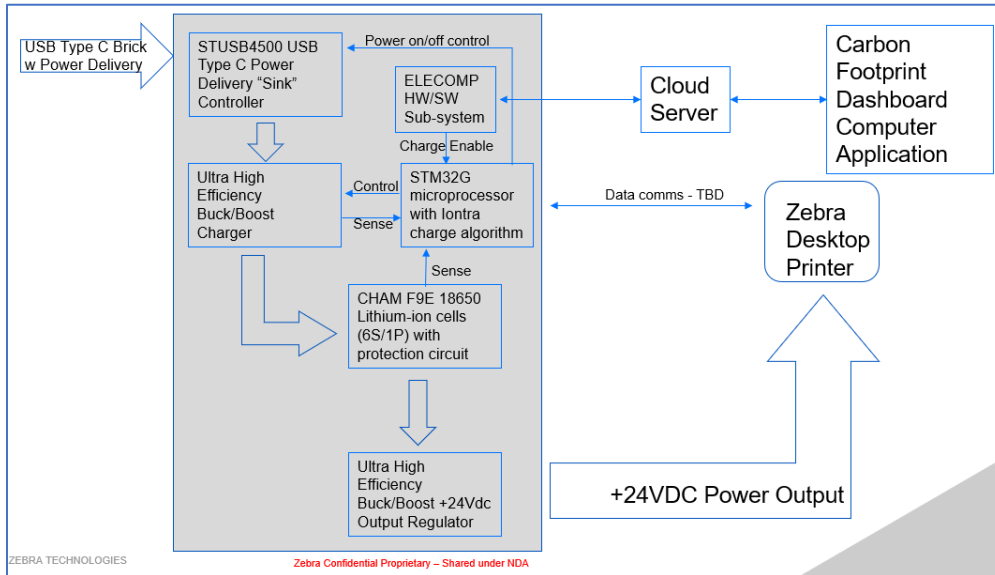 USB Type C Brick
w Power Delivery
STUSB4500 USB
Type C Power
Delivery “Sink”
Controller
Power on/off control
ELECOMP
HW/SW
Sub-system
Cloud
Server
Carbon
Footprint
Dashboard
Computer
Application
Charge Enable
Ultra High
Efficiency
Buck/Boost
Charger
Control
Sense
STM32G
microprocessor
with Iontra
charge algorithm
Data comms - TBD
Zebra
Desktop
Printer
Sense
CHAM F9E 18650
Lithium-ion cells
(6S/1P) with
protection circuit
Ultra High
Efficiency
Buck/Boost +24Vdc
Output Regulator
+24VDC Power Output
ZEBRA TECHNOLOGIES
Zebra Confidential Proprietary – Shared under NDA